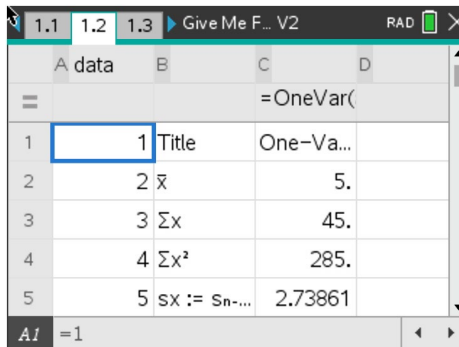 1.1 1.2 1.3 Give Me F... V2 RAD
A data B C D
= =OneVar(
1 1 Title One-Va...
2 2 x̄ 5.
3 3 Σx 45.
4 4 Σx² 285.
5 5 sx := sₙ-... 2.73861
A1 =1